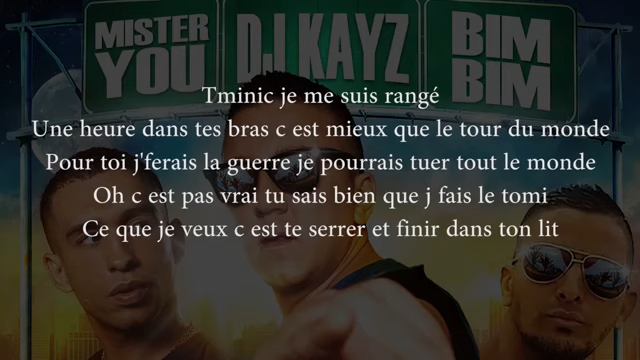 MISTER
YOU
DJ KAYZ
BIM
BIM
Tminic je me suis rangé
Une heure dans tes bras c est mieux que le tour du monde
Pour toi j'ferais la guerre je pourrais tuer tout le monde
Oh c est pas vrai tu sais bien que j fais le tomi
Ce que je veux c est te serrer et finir dans ton lit